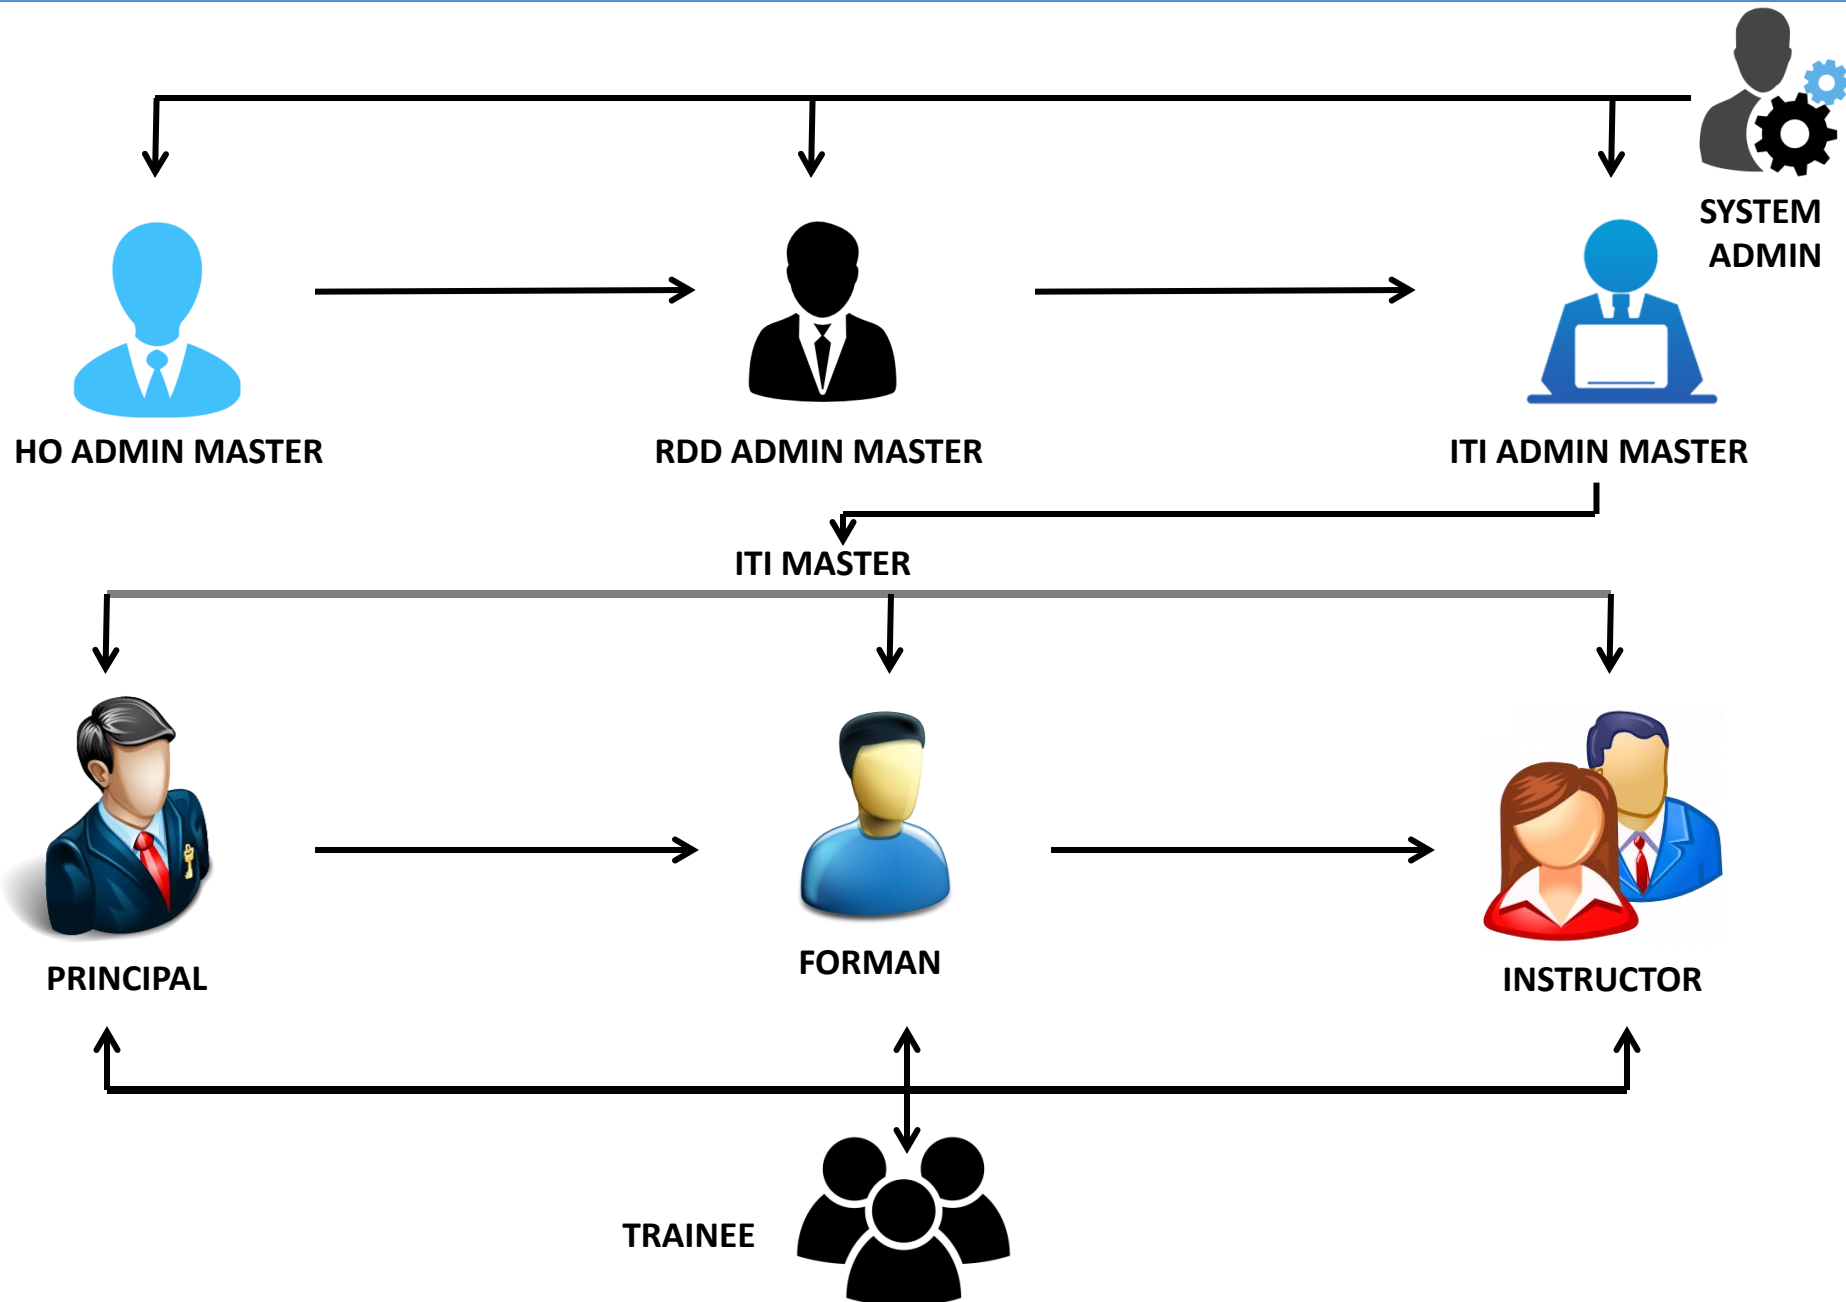 SYSTEM
ADMIN
HO ADMIN MASTER
RDD ADMIN MASTER
ITI ADMIN MASTER
ITI MASTER
PRINCIPAL
FORMAN
INSTRUCTOR
TRAINEE